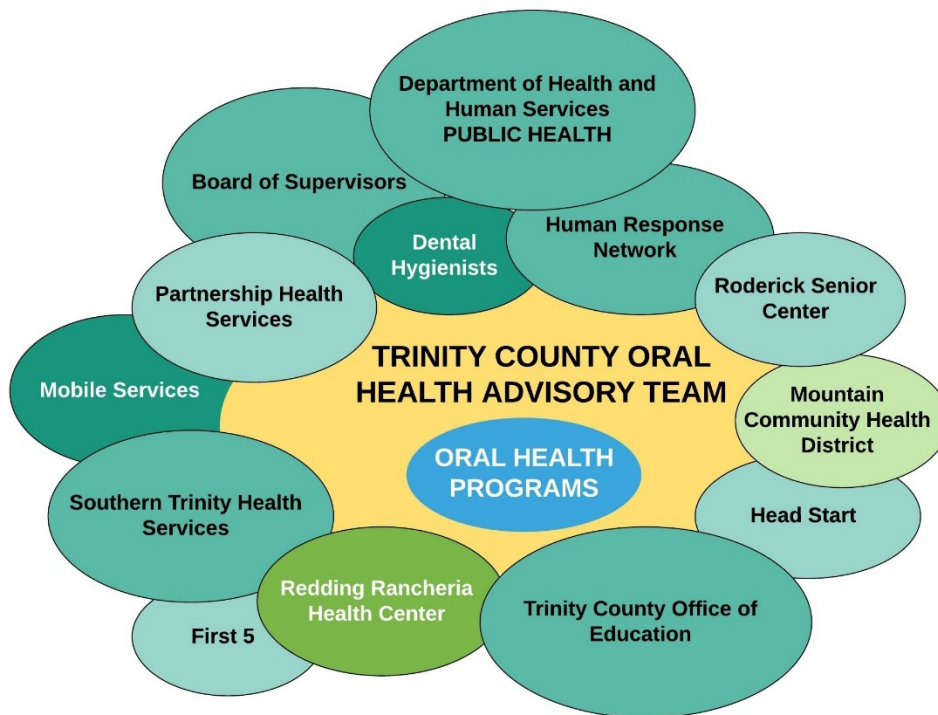 Department of Health and
Human Services
PUBLIC HEALTH
Board of Supervisors
Dental
Hygienists
Human Response
Network
Partnership Health
Services
Roderick Senior
Center
Mobile Services
TRINITY COUNTY ORAL
HEALTH ADVISORY TEAM
Mountain
Community Health
District
ORAL HEALTH
PROGRAMS
Southern Trinity Health
Services
Head Start
Redding Rancheria
Health Center
Trinity County Office of
Education
First 5